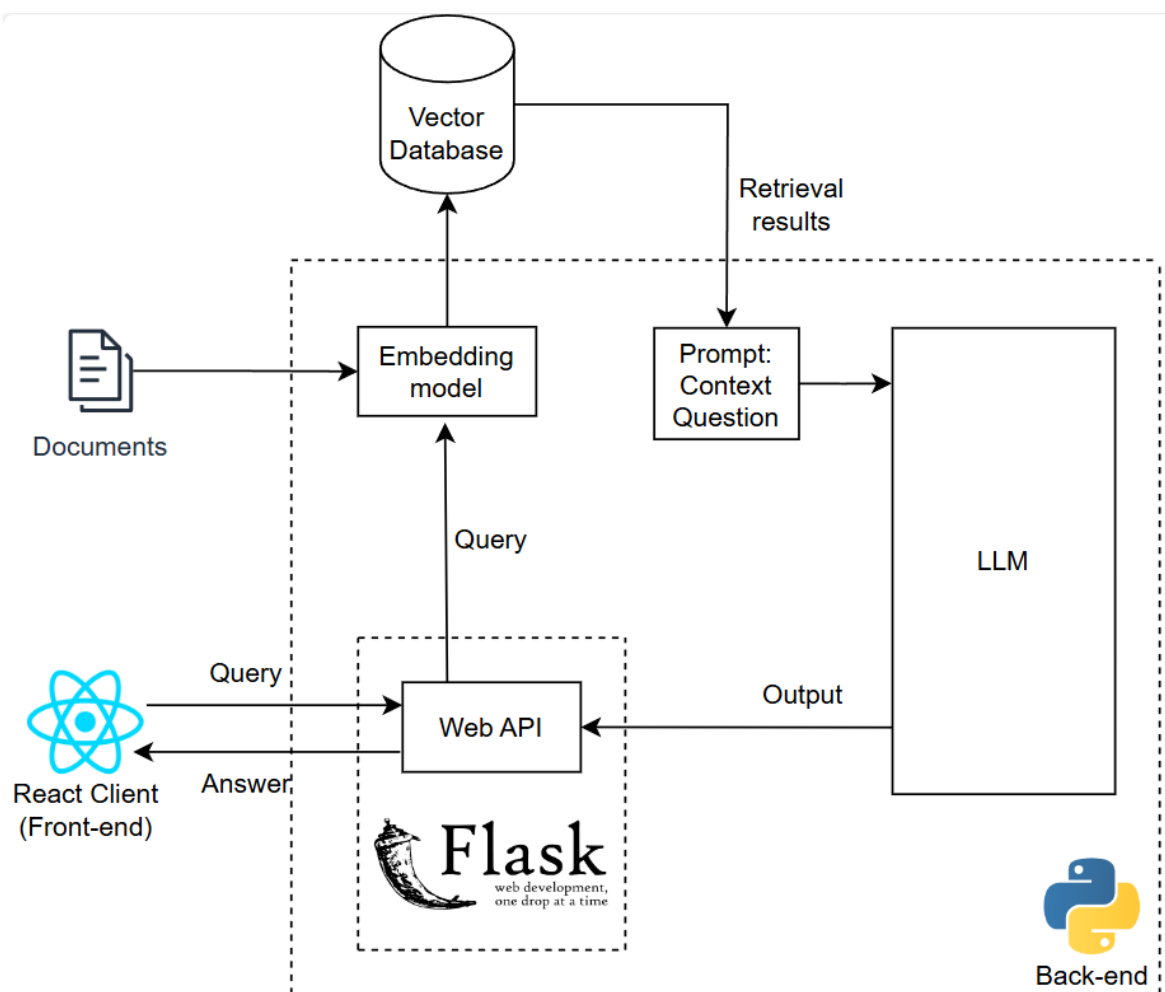 Vector
Database
Retrieval
results
Embedding
model
Prompt:
Context
Question
Documents
Query
LLM
Query
Output
Web API
Answer
React Client
(Front-end)
Flask
web development,
one drop at a time
Back-end